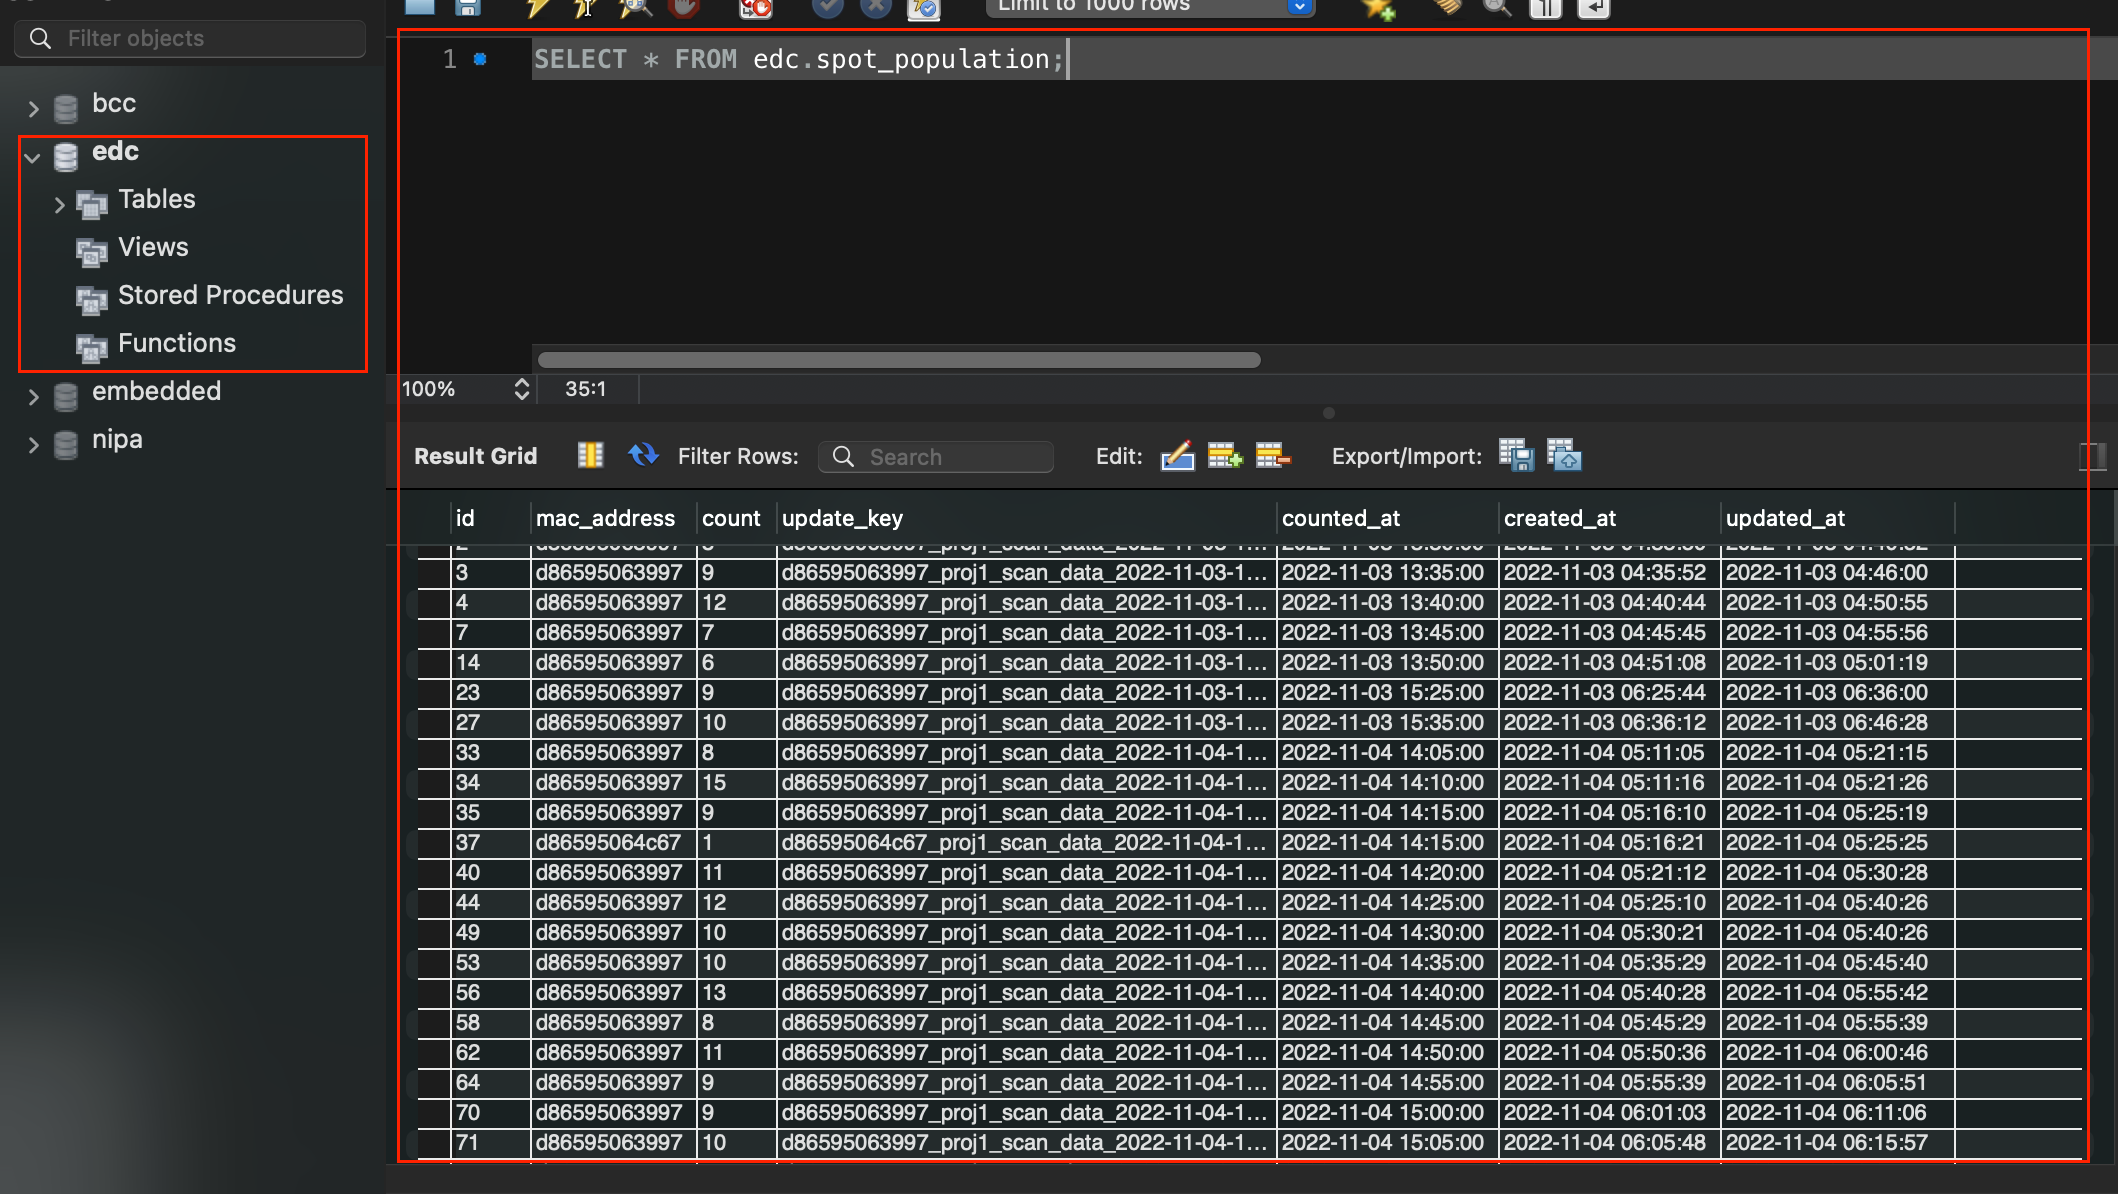 Limit to 1000 rows
Filter objects
bcc
edc
Tables
Views
Stored Procedures
Functions
embedded
nipa
1 SELECT * FROM edc.spot_population;
100% 35:1
Result Grid Filter Rows: Search Edit: Export/Import:
id mac_address count update_key counted_at created_at updated_at
3 d86595063997 9 d86595063997_proj1_scan_data_2022-11-03-1... 2022-11-03 13:35:00 2022-11-03 04:35:52 2022-11-03 04:46:00
4 d86595063997 12 d86595063997_proj1_scan_data_2022-11-03-1... 2022-11-03 13:40:00 2022-11-03 04:40:44 2022-11-03 04:50:55
7 d86595063997 7 d86595063997_proj1_scan_data_2022-11-03-1... 2022-11-03 13:45:00 2022-11-03 04:45:45 2022-11-03 04:55:56
14 d86595063997 6 d86595063997_proj1_scan_data_2022-11-03-1... 2022-11-03 13:50:00 2022-11-03 04:51:08 2022-11-03 05:01:19
23 d86595063997 9 d86595063997_proj1_scan_data_2022-11-03-1... 2022-11-03 15:25:00 2022-11-03 06:25:44 2022-11-03 06:36:00
27 d86595063997 10 d86595063997_proj1_scan_data_2022-11-03-1... 2022-11-03 15:35:00 2022-11-03 06:36:12 2022-11-03 06:46:28
33 d86595063997 8 d86595063997_proj1_scan_data_2022-11-04-1... 2022-11-04 14:05:00 2022-11-04 05:11:05 2022-11-04 05:21:15
34 d86595063997 15 d86595063997_proj1_scan_data_2022-11-04-1... 2022-11-04 14:10:00 2022-11-04 05:11:16 2022-11-04 05:21:26
35 d86595063997 9 d86595063997_proj1_scan_data_2022-11-04-1... 2022-11-04 14:15:00 2022-11-04 05:16:10 2022-11-04 05:25:19
37 d86595064c67 1 d86595064c67_proj1_scan_data_2022-11-04-1... 2022-11-04 14:15:00 2022-11-04 05:16:21 2022-11-04 05:25:25
40 d86595063997 11 d86595063997_proj1_scan_data_2022-11-04-1... 2022-11-04 14:20:00 2022-11-04 05:21:12 2022-11-04 05:30:28
44 d86595063997 12 d86595063997_proj1_scan_data_2022-11-04-1... 2022-11-04 14:25:00 2022-11-04 05:25:10 2022-11-04 05:40:26
49 d86595063997 10 d86595063997_proj1_scan_data_2022-11-04-1... 2022-11-04 14:30:00 2022-11-04 05:30:21 2022-11-04 05:40:26
53 d86595063997 10 d86595063997_proj1_scan_data_2022-11-04-1... 2022-11-04 14:35:00 2022-11-04 05:35:29 2022-11-04 05:45:40
56 d86595063997 13 d86595063997_proj1_scan_data_2022-11-04-1... 2022-11-04 14:40:00 2022-11-04 05:40:28 2022-11-04 05:55:42
58 d86595063997 8 d86595063997_proj1_scan_data_2022-11-04-1... 2022-11-04 14:45:00 2022-11-04 05:45:29 2022-11-04 05:55:39
62 d86595063997 11 d86595063997_proj1_scan_data_2022-11-04-1... 2022-11-04 14:50:00 2022-11-04 05:50:36 2022-11-04 06:00:46
64 d86595063997 9 d86595063997_proj1_scan_data_2022-11-04-1... 2022-11-04 14:55:00 2022-11-04 05:55:39 2022-11-04 06:05:51
70 d86595063997 9 d86595063997_proj1_scan_data_2022-11-04-1... 2022-11-04 15:00:00 2022-11-04 06:01:03 2022-11-04 06:11:06
71 d86595063997 10 d86595063997_proj1_scan_data_2022-11-04-1... 2022-11-04 15:05:00 2022-11-04 06:05:48 2022-11-04 06:15:57